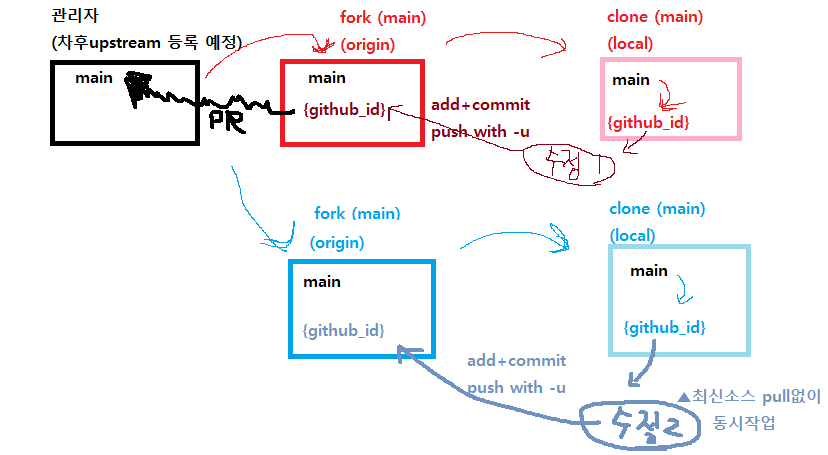 관리자
(차후upstream 등록 예정)
main
PR
fork (main)
(origin)
main
{github_id}
add+commit
push with -u
clone (main)
(local)
main
{github_id}
수정 1
fork (main)
(origin)
main
{github_id}
add+commit
push with -u
clone (main)
(local)
main
{github_id}
수정2
▲최신소스 pull없이
동시작업